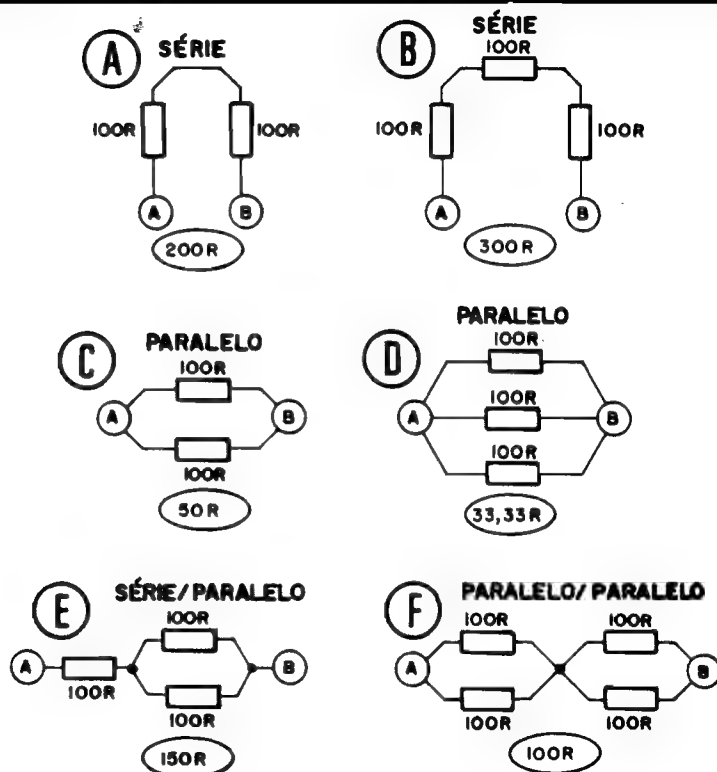 A
SÉRIE
100R
100R
A
B
200R
B
SÉRIE
100R
100R
100R
A
B
300R
C
PARALELO
100R
A
B
100R
50R
D
PARALELO
100R
A
100R
B
100R
33,33R
E
SÉRIE/PARALELO
100R
A
B
100R
100R
150R
F
PARALELO/PARALELO
100R
100R
A
B
100R
100R
100R